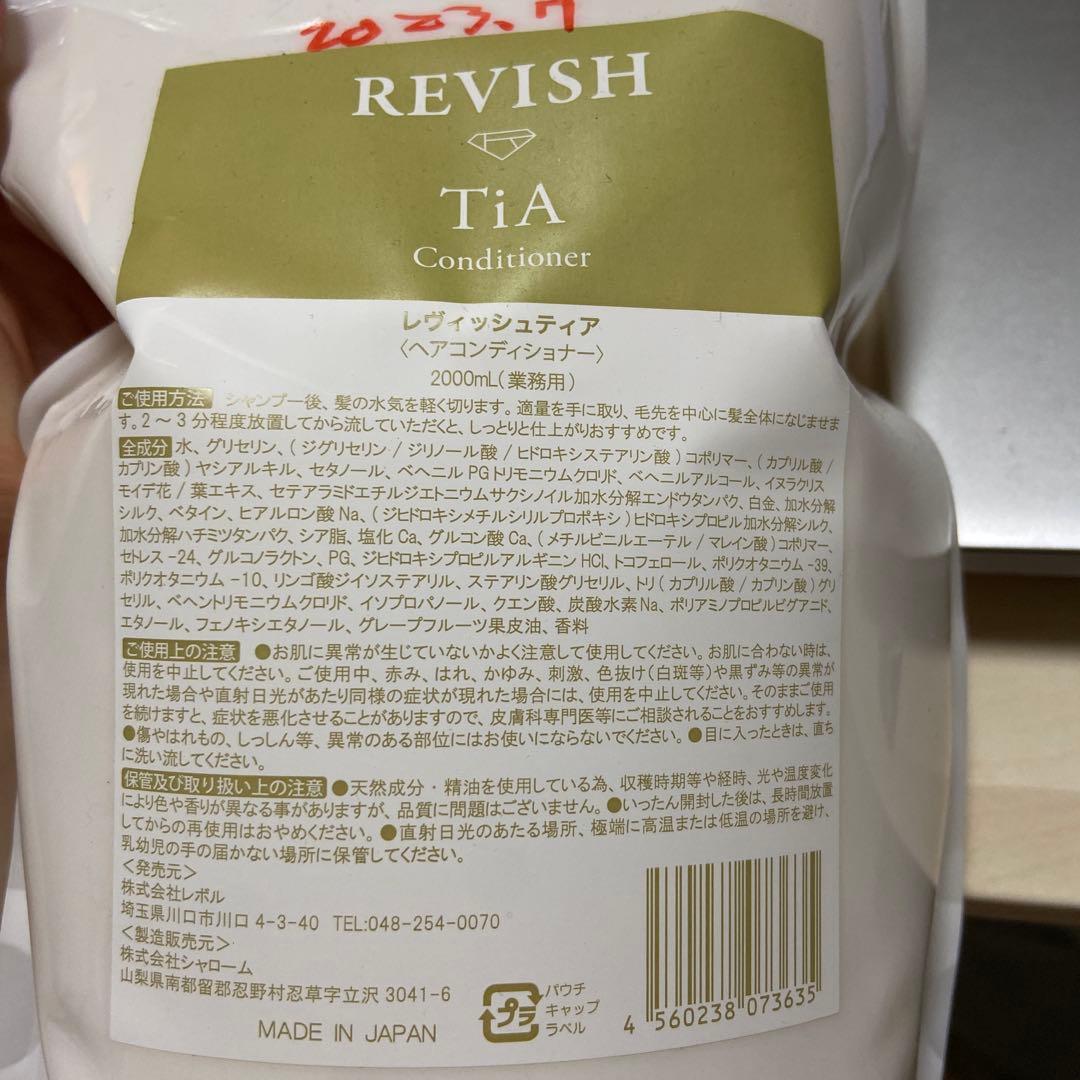 2023.7
REVISH
TiA
Conditioner
レヴィッシュティア
〈ヘアコンディショナー〉
2000mL(業務用)
ご使用方法 シャンプー後、髪の水気を軽く切ります。適量を手に取り、毛先を中心に髪全体になじませま
す。2～3分程度放置してから流していただくと、しっとりと仕上がりおすすめです。
全成分 水、グリセリン、(ジグリセリン/ジリノール酸/ヒドロキシステアリン酸)コポリマー、(カプリル酸/
カプリン酸)ヤシアルキル、セタノール、ベヘニルPGトリモニウムクロリド、ベヘニルアルコール、イヌラクリス
モイデ花/葉エキス、セテアラミドエチルジエトニウムサクシノイル加水分解エンドウタンパク、白金、加水分解
シルク、ベタイン、ヒアルロン酸Na、(ジヒドロキシメチルシリルプロポキシ)ヒドロキシプロピル加水分解シルク、
加水分解ハチミツタンパク、シア脂、塩化Ca、グルコン酸Ca、(メチルビニルエーテル/マレイン酸)コポリマー、
セトレス-24、グルコノラクトン、PG、ジヒドロキシプロピルアルギニンHCl、トコフェロール、ポリクオタニウム-39、
ポリクオタニウム-10、リンゴ酸ジイソステアリル、ステアリン酸グリセリル、トリ(カプリル酸/カプリン酸)グリ
セリル、ベヘントリモニウムクロリド、イソプロパノール、クエン酸、炭酸水素Na、ポリアミノプロピルビグアニド、
エタノール、フェノキシエタノール、グレープフルーツ果皮油、香料
ご使用上の注意 ●お肌に異常が生じていないかよく注意して使用してください。お肌に合わない時は、
使用を中止してください。ご使用中、赤み、はれ、かゆみ、刺激、色抜け(白斑等)や黒ずみ等の異常が
現れた場合や直射日光があたり同様の症状が現れた場合には、使用を中止してください。そのままご使用
を続けますと、症状を悪化させることがありますので、皮膚科専門医等にご相談されることをおすすめします。
●傷やはれもの、しっしん等、異常のある部位にはお使いにならないでください。●目に入ったときは、直ち
に洗い流してください。
保管及び取り扱い上の注意 ●天然成分・精油を使用している為、収穫時期等や経時、光や温度変化
により色や香りが異なる事がありますが、品質に問題はございません。●いったん開封した後は、長時間放置
してからの再使用はおやめください。●直射日光のあたる場所、極端に高温または低温の場所を避け、
乳幼児の手の届かない場所に保管してください。
<発売元>
株式会社レボル
埼玉県川口市川口4-3-40 TEL:048-254-0070
<製造販売元>
株式会社シャローム
山梨県南都留郡忍野村忍草字立沢3041-6
MADE IN JAPAN
プラ
パウチ
キャップ
ラベル
4 560238 073635